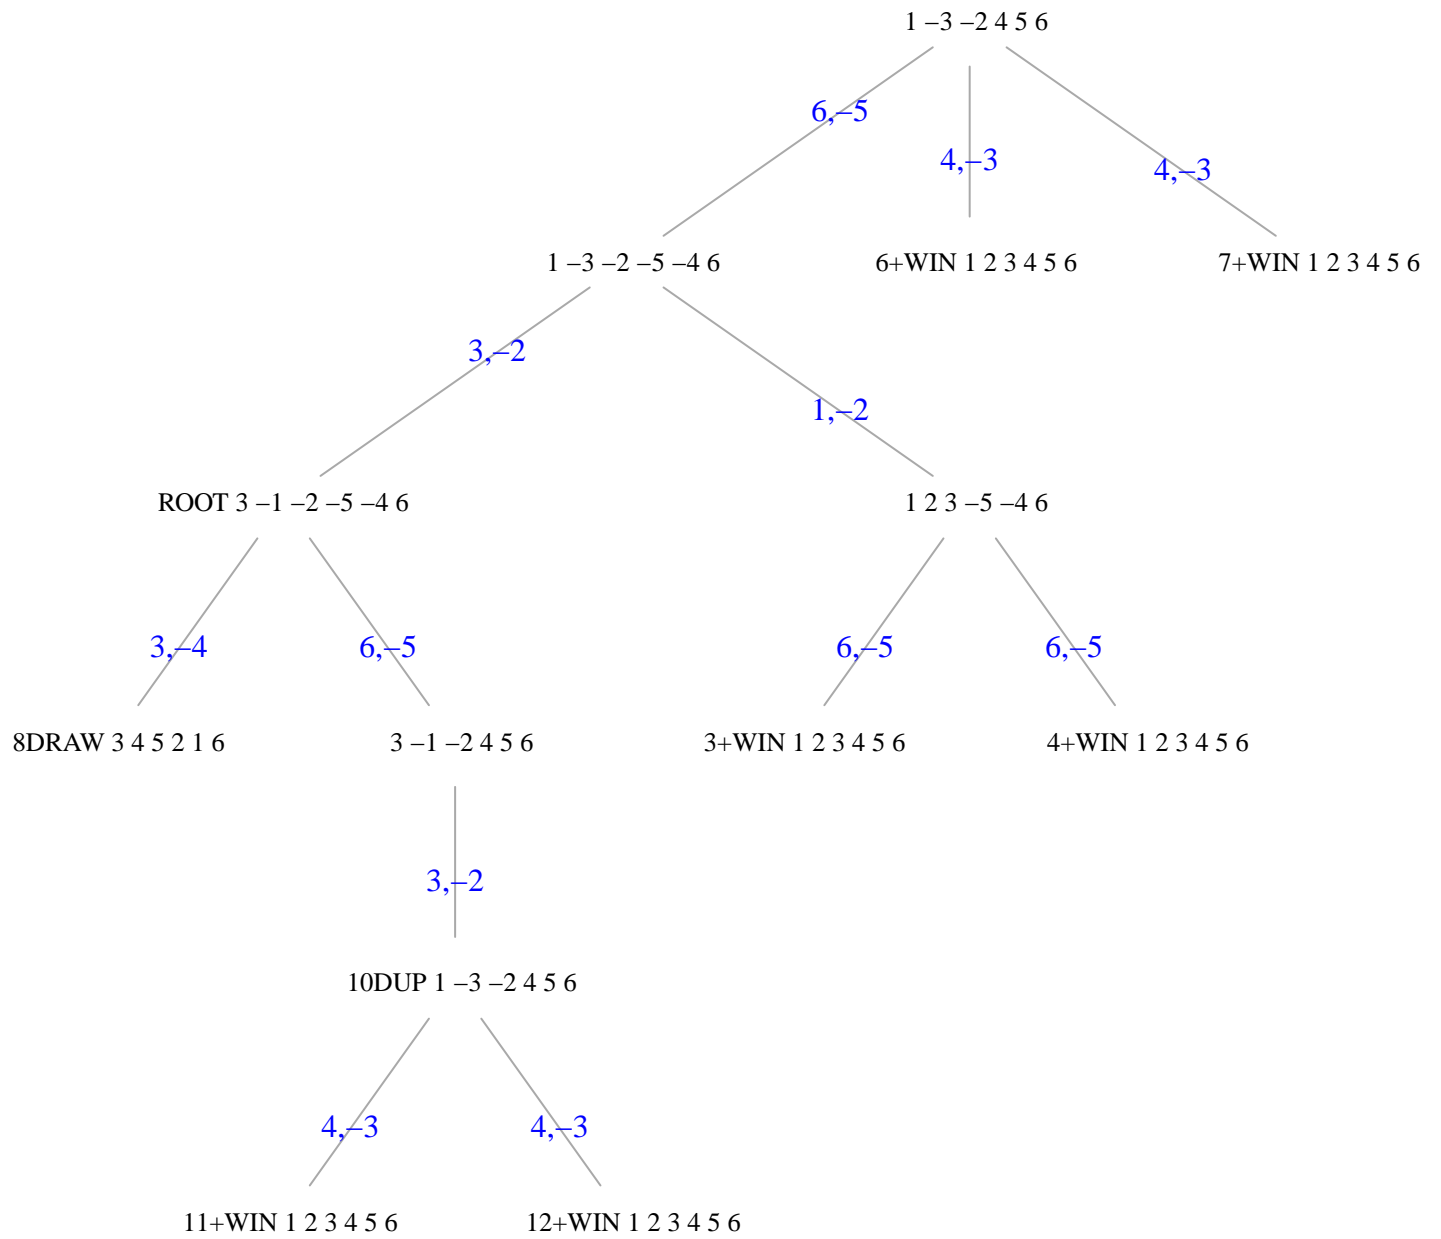 1 –3 –2 4 5 6
6,–5
4,–3
4,–3
1 –3 –2 –5 –4 6
6+WIN 1 2 3 4 5 6
7+WIN 1 2 3 4 5 6
3,–2
1,–2
ROOT 3 –1 –2 –5 –4 6
1 2 3 –5 –4 6
3,–4
6,–5
6,–5
6,–5
8DRAW 3 4 5 2 1 6
3 –1 –2 4 5 6
3+WIN 1 2 3 4 5 6
4+WIN 1 2 3 4 5 6
3,–2
10DUP 1 –3 –2 4 5 6
4,–3
4,–3
11+WIN 1 2 3 4 5 6
12+WIN 1 2 3 4 5 6